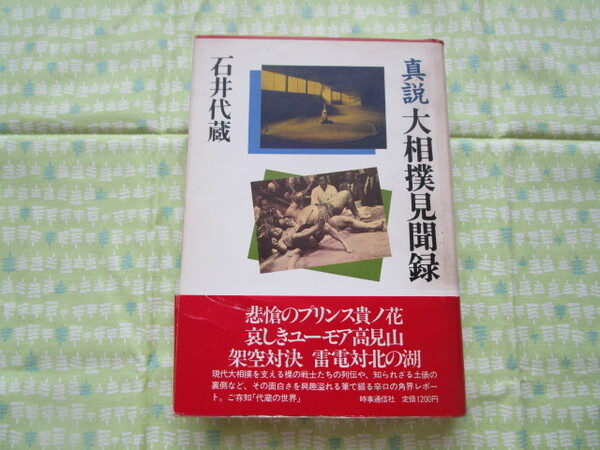 真説 大相撲見聞録
石井代蔵
悲愴のプリンス貴ノ花
哀しきユーモア高見山
架空対決 雷電対北の湖
現代大相撲を支える裸の戦士たちの列伝や、知られざる土俵の
裏側など、その面白さを興趣溢れる筆で綴る辛口の角界レポー
ト。ご存知「代蔵の世界」 時事通信社 定価1200円